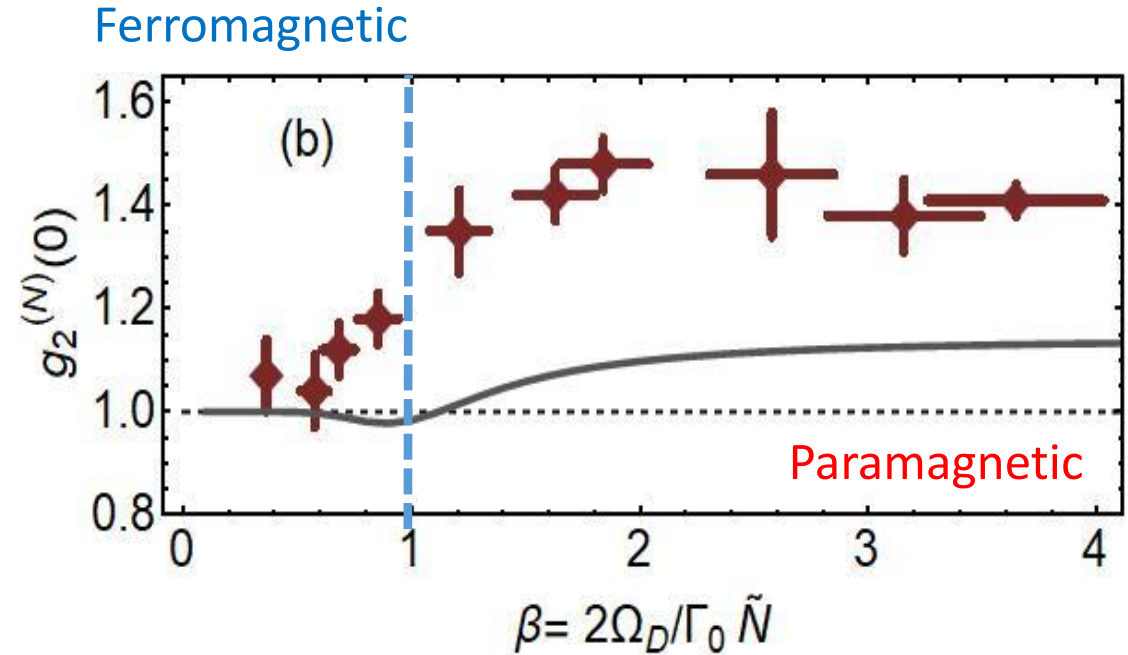 Ferromagnetic
(b)
1.6
1.4
1.2
1.0
0.8
g₂⁽ᴺ⁾(0)
Paramagnetic
0 1 2 3 4
β= 2Ω_D/Γ₀ Ñ